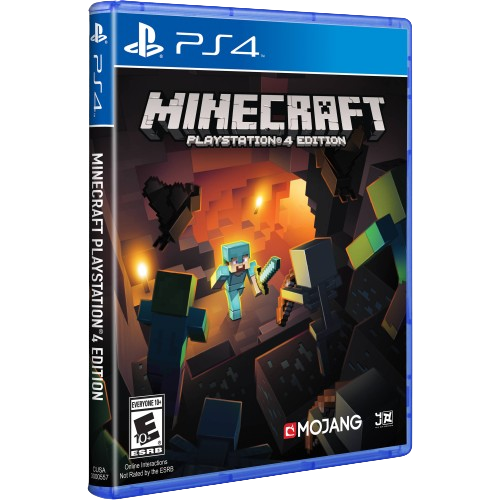 PS4
MINECRAFT
PLAYSTATION®4 EDITION
PS4
MINECRAFT PLAYSTATION®4 EDITION
CUSA
EVERYONE 10+
E
10+
ESRB
Online Interactions
Not Rated by the ESRB
MOJANG